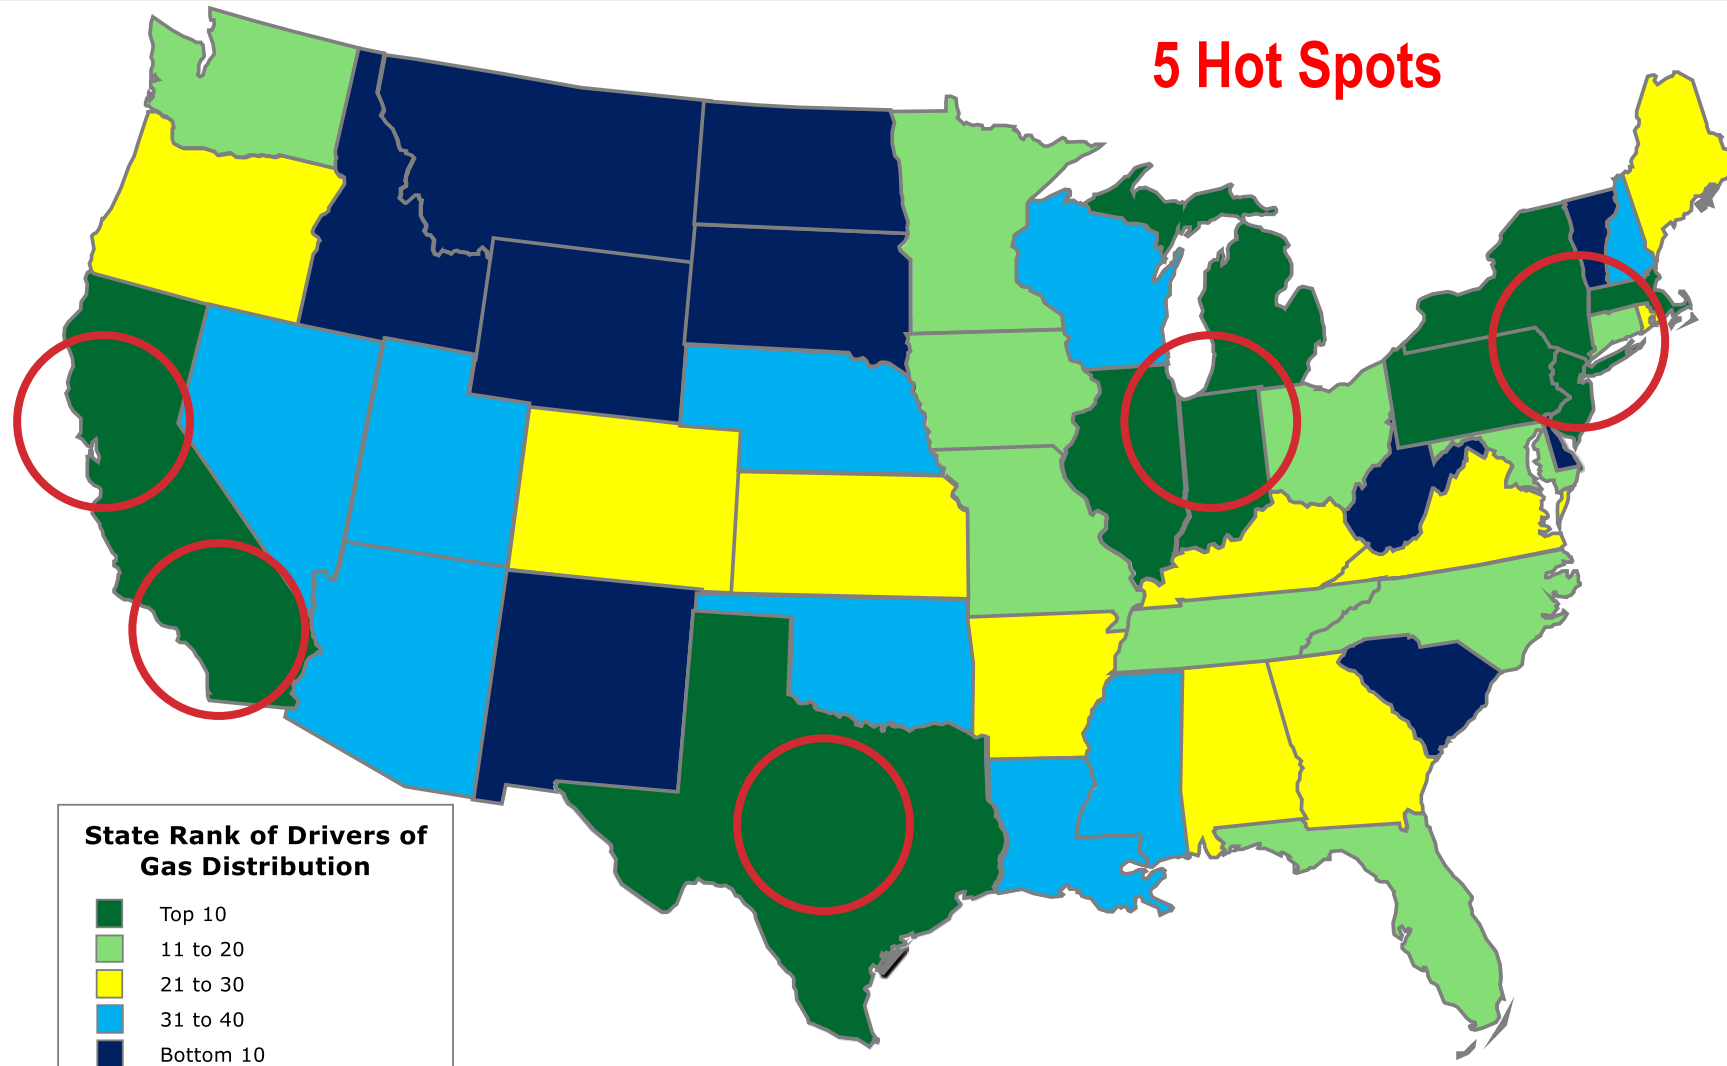 5 Hot Spots
State Rank of Drivers of
Gas Distribution
Top 10
11 to 20
21 to 30
31 to 40
Bottom 10